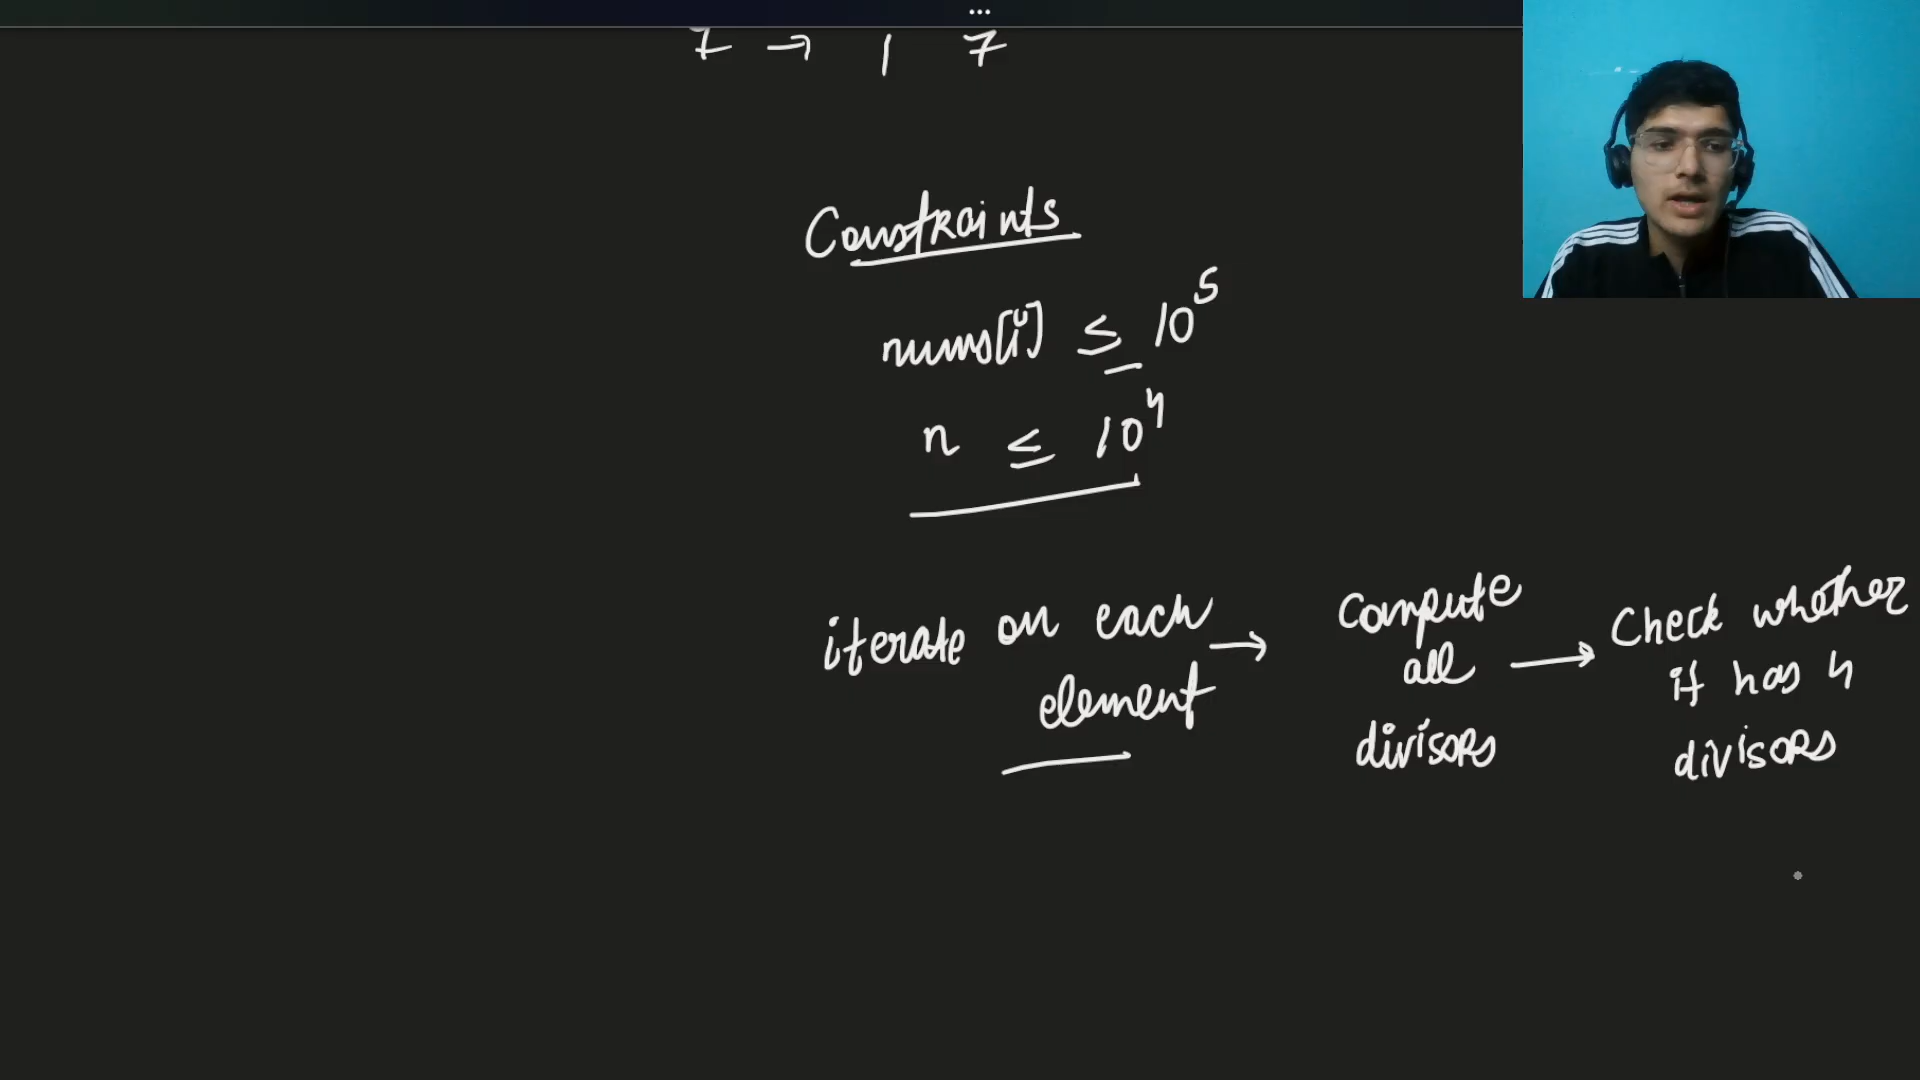 ...
7 → 1 7
Constraints
nums[i] ≤ 10^5
n ≤ 10^4
iterate on each element → compute all divisors → Check whether it has 4 divisors